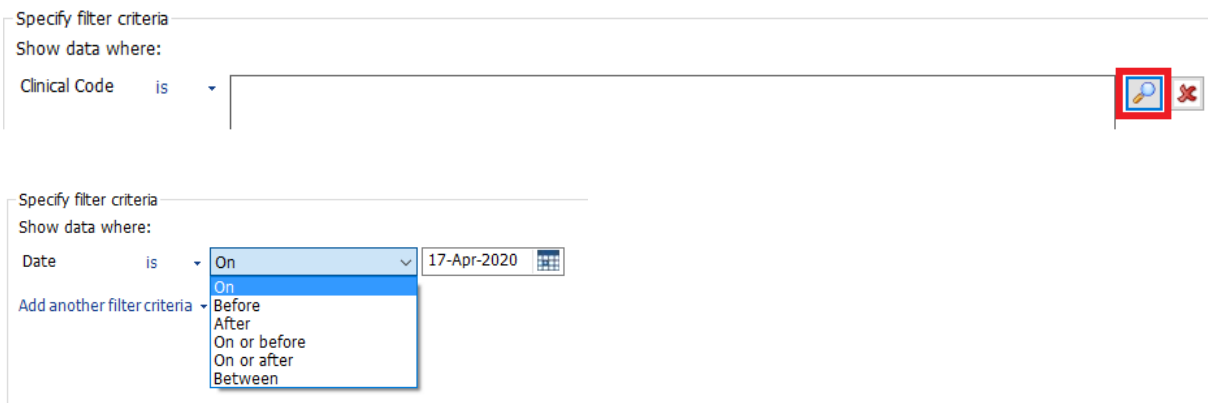 Specify filter criteria
Show data where:
Clinical Code is
Specify filter criteria
Show data where:
Date is On 17-Apr-2020
On
Add another filter criteria Before
After
On or before
On or after
Between